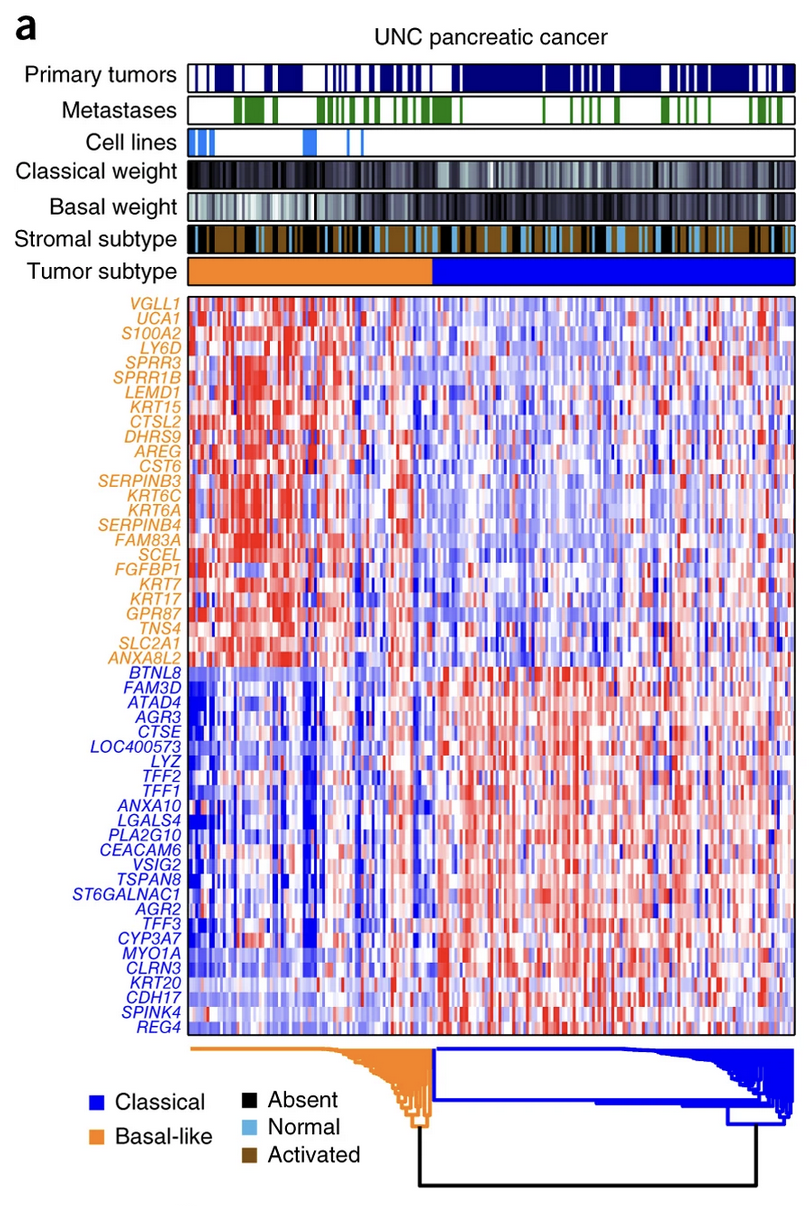 a
UNC pancreatic cancer
Primary tumors
Metastases
Cell lines
Classical weight
Basal weight
Stromal subtype
Tumor subtype
VGLL1
UCA1
S100A2
LY6D
SPRR3
SPRR1B
LEMD1
KRT15
CTSL2
DHRS9
AREG
CST6
SERPINB3
KRT6C
KRT6A
SERPINB4
FAM83A
SCEL
FGFBP1
KRT7
KRT17
GPR87
TNS4
SLC2A1
ANXA8L2
BTNL8
FAM3D
ATAD4
AGR3
CTSE
LOC400573
LYZ
TFF2
TFF1
ANXA10
LGALS4
PLA2G10
CEACAM6
VSIG2
TSPAN8
ST6GALNAC1
AGR2
TFF3
CYP3A7
MYO1A
CLRN3
KRT20
CDH17
SPINK4
REG4
Classical
Basal-like
Absent
Normal
Activated